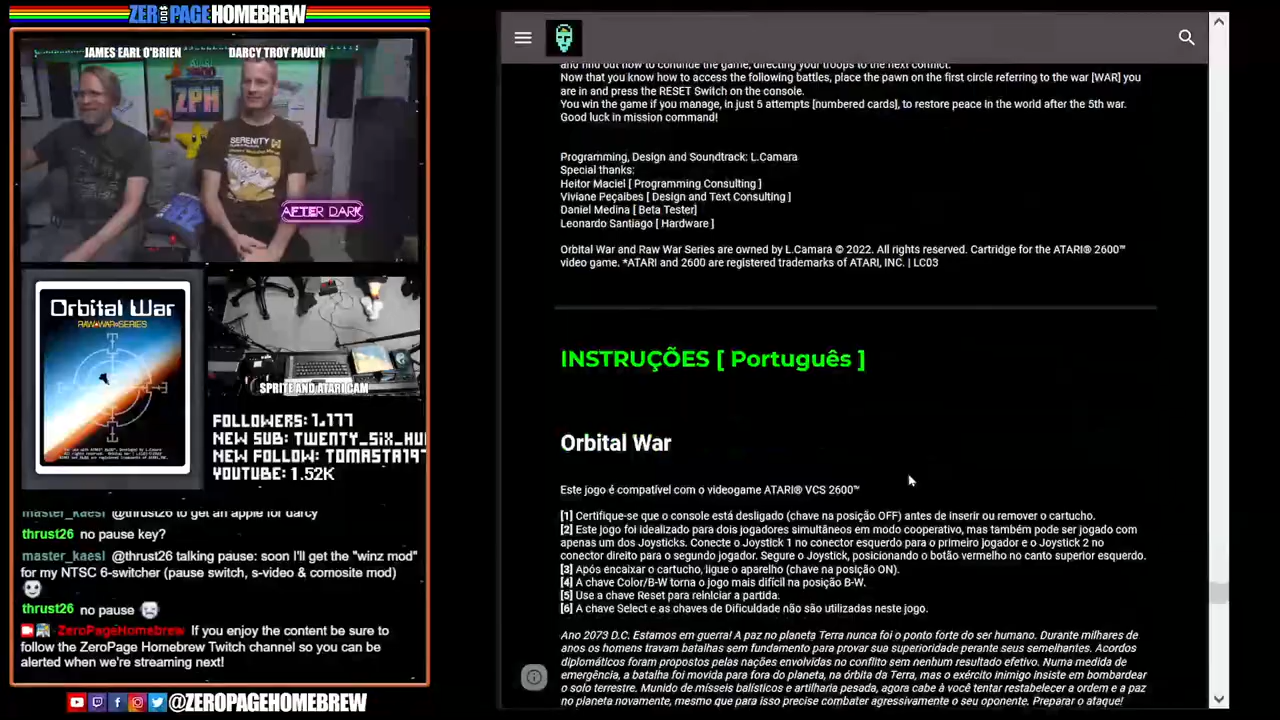 ZEROPAGE HOMEBREW
JAMES EARL O'BRIEN
DARCY TROY PAULIN
ZPH
SERENITY
AFTER DARK
Orbital War
RAW WAR SERIES
SPRITE AND ATARI CAM
FOLLOWERS: 1,177
NEW SUB: TWENTY_SIX_HU
NEW FOLLOW: TOMASTA197
YOUTUBE: 1.52K
master_kaesl @thrust26 to get an apple for darcy
thrust26 no pause key?
master_kaesl @thrust26 talking pause: soon I'll get the "winz mod"
for my NTSC 6-switcher (pause switch, s-video & comosite mod)
thrust26 no pause
ZeroPageHomebrew If you enjoy the content be sure to
follow the ZeroPage Homebrew Twitch channel so you can be
alerted when we're streaming next!
@ZEROPAGEHOMEBREW
and find out how to continue the game, directing your troops to the next conflict.
Now that you know how to access the following battles, place the pawn on the first circle referring to the war [WAR] you
are in and press the RESET Switch on the console.
You win the game if you manage, in just 5 attempts [numbered cards], to restore peace in the world after the 5th war.
Good luck in mission command!
Programming, Design and Soundtrack: L.Camara
Special thanks:
Heitor Maciel [ Programming Consulting ]
Viviane Peçaibes [ Design and Text Consulting ]
Daniel Medina [ Beta Tester]
Leonardo Santiago [ Hardware ]
Orbital War and Raw War Series are owned by L.Camara © 2022. All rights reserved. Cartridge for the ATARI® 2600™
video game. *ATARI and 2600 are registered trademarks of ATARI, INC. | LC03
INSTRUÇÕES [ Português ]
Orbital War
Este jogo é compatível com o videogame ATARI® VCS 2600™
[1] Certifique-se que o console está desligado (chave na posição OFF) antes de inserir ou remover o cartucho.
[2] Este jogo foi idealizado para dois jogadores simultâneos em modo cooperativo, mas também pode ser jogado com
apenas um dos Joysticks. Conecte o Joystick 1 no conector esquerdo para o primeiro jogador e o Joystick 2 no
conector direito para o segundo jogador. Segure o Joystick, posicionando o botão vermelho no canto superior esquerdo.
[3] Após encaixar o cartucho, ligue o aparelho (chave na posição ON).
[4] A chave Color/B-W torna o jogo mais difícil na posição B-W.
[5] Use a chave Reset para reiniciar a partida.
[6] A chave Select e as chaves de Dificuldade não são utilizadas neste jogo.
Ano 2073 D.C. Estamos em guerra! A paz no planeta Terra nunca foi o ponto forte do ser humano. Durante milhares de
anos os homens travam batalhas sem fundamento para provar sua superioridade perante seus semelhantes. Acordos
diplomáticos foram propostos pelas nações envolvidas no conflito sem nenhum resultado efetivo. Numa medida de
emergência, a batalha foi movida para fora do planeta, na órbita da Terra, mas o exército inimigo insiste em bombardear
o solo terrestre. Munido de mísseis balísticos e artilharia pesada, agora cabe à você tentar restabelecer a ordem e a paz
no planeta novamente, mesmo que para isso precise combater agressivamente o seu oponente. Preparar o ataque!